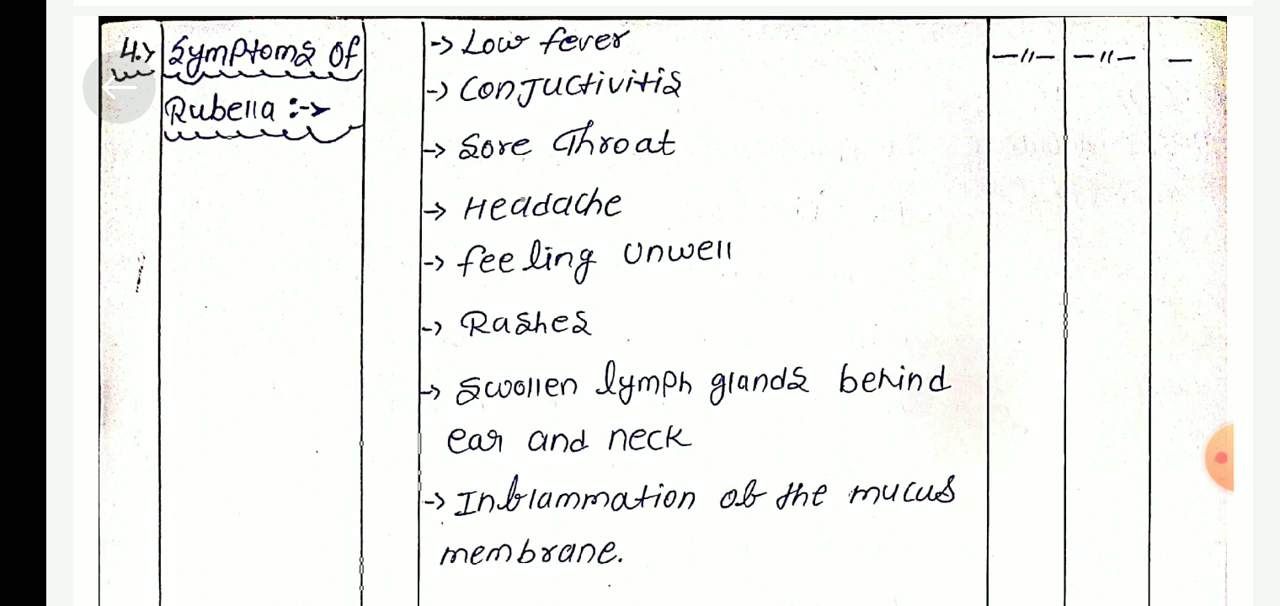 4.> Symptoms Of
Rubella :->
-> Low fever
-> Conjuctivitis
-> Sore Throat
-> Headache
-> feeling Unwell
-> Rashes
-> Swollen lymph glands behind
ear and neck
-> Inflammation of the mucus
membrane.
—〃— —〃— —